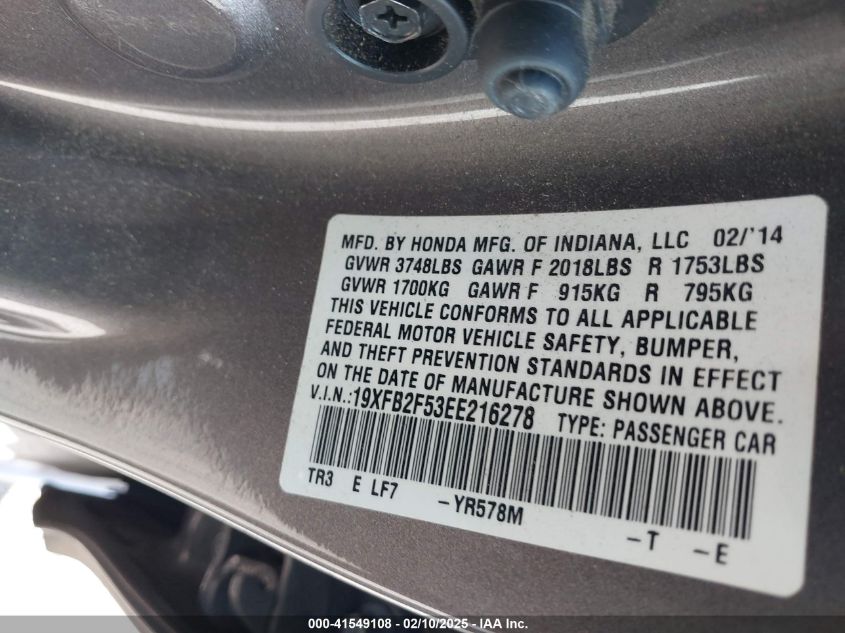 MFD. BY HONDA MFG. OF INDIANA, LLC 02/'14
GVWR 3748LBS GAWR F 2018LBS R 1753LBS
GVWR 1700KG GAWR F 915KG R 795KG
THIS VEHICLE CONFORMS TO ALL APPLICABLE
FEDERAL MOTOR VEHICLE SAFETY, BUMPER,
AND THEFT PREVENTION STANDARDS IN EFFECT
ON THE DATE OF MANUFACTURE SHOWN ABOVE.
V.I.N.:19XFB2F53EE216278 TYPE: PASSENGER CAR
TR3 E LF7 -YR578M -T -E
000-41549108 - 02/10/2025 - IAA Inc.